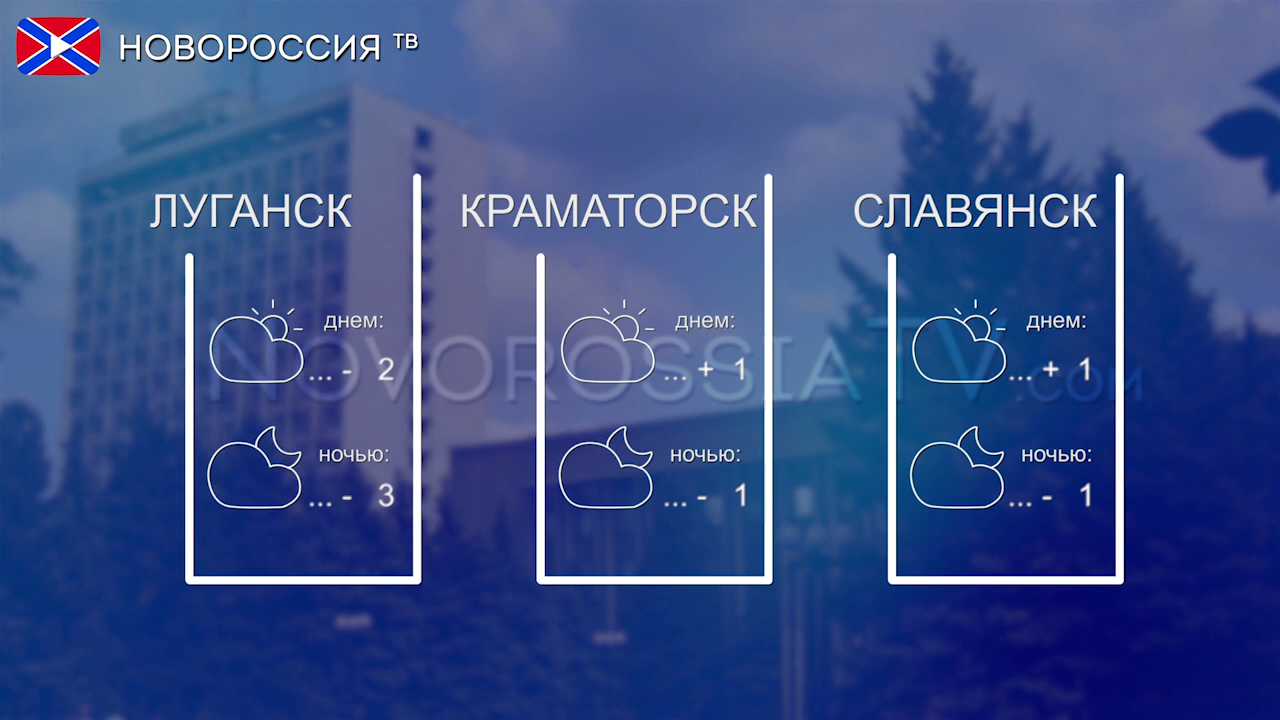 НОВОРОССИЯ ТВ
ЛУГАНСК
днем:
... - 2
ночью:
... - 3
КРАМАТОРСК
днем:
... + 1
ночью:
... - 1
СЛАВЯНСК
днем:
... + 1
ночью:
... - 1
NOVOROSSIA TV.COM